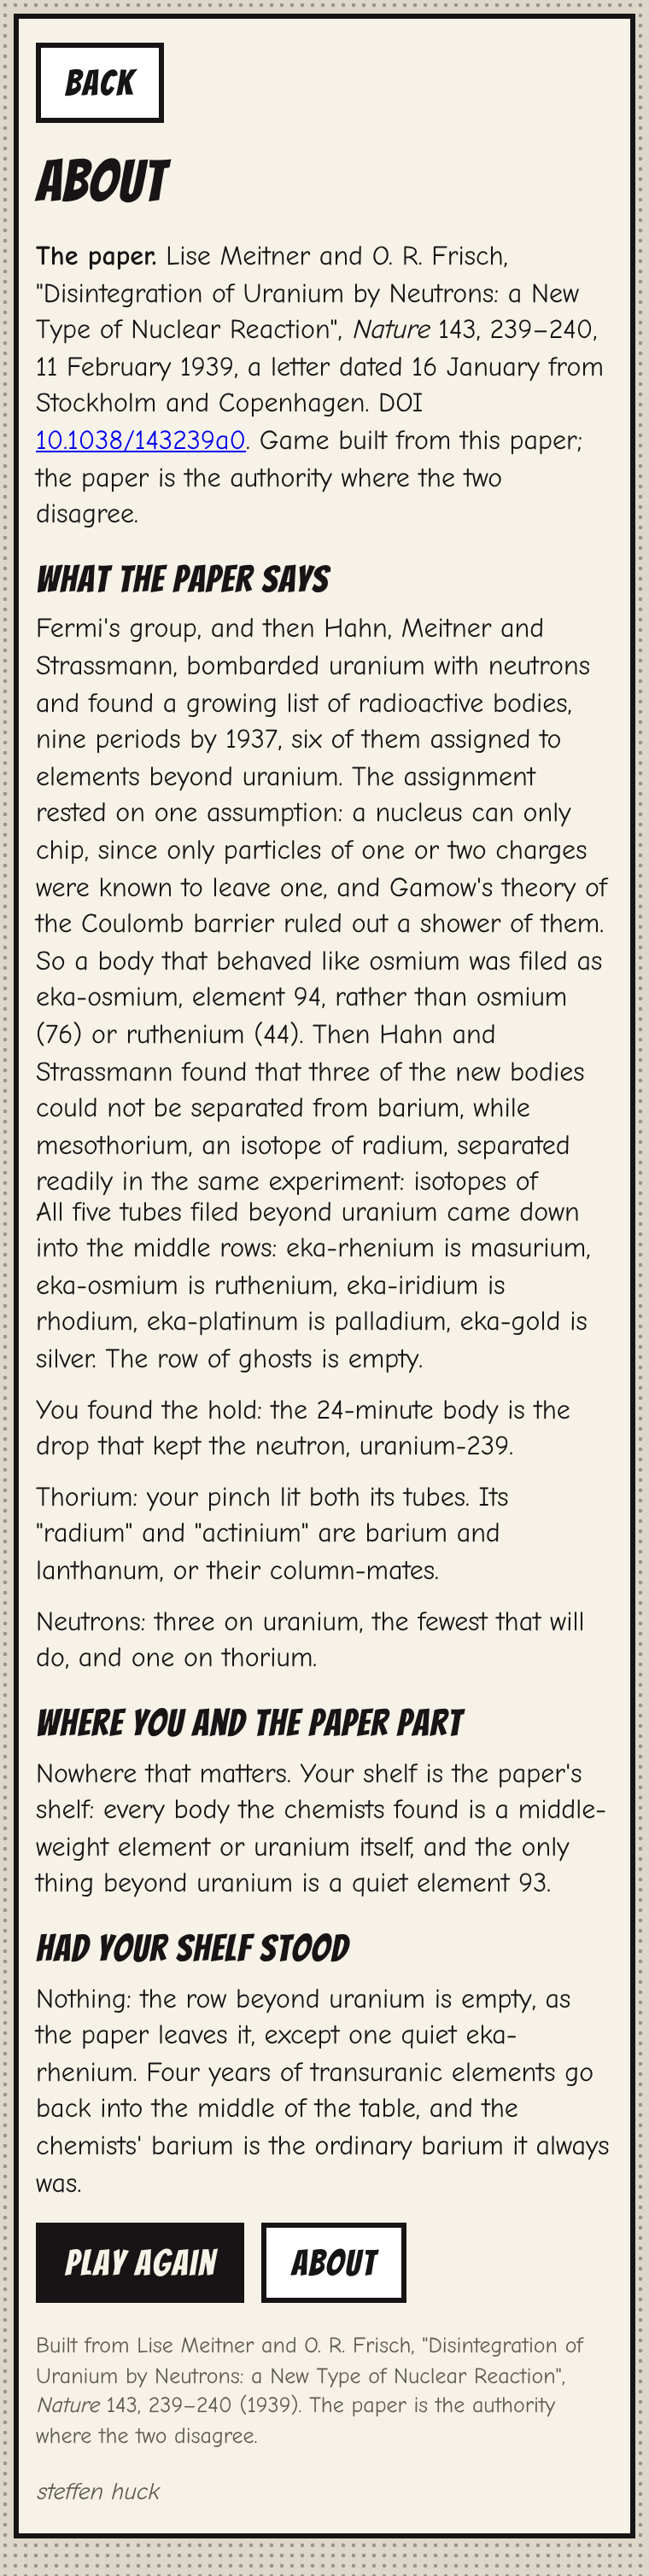 BACK
ABOUT
The paper. Lise Meitner and O. R. Frisch,
"Disintegration of Uranium by Neutrons: a New
Type of Nuclear Reaction", Nature 143, 239–240,
11 February 1939, a letter dated 16 January from
Stockholm and Copenhagen. DOI
10.1038/143239a0. Game built from this paper;
the paper is the authority where the two
disagree.
WHAT THE PAPER SAYS
Fermi's group, and then Hahn, Meitner and
Strassmann, bombarded uranium with neutrons
and found a growing list of radioactive bodies,
nine periods by 1937, six of them assigned to
elements beyond uranium. The assignment
rested on one assumption: a nucleus can only
chip, since only particles of one or two charges
were known to leave one, and Gamow's theory of
the Coulomb barrier ruled out a shower of them.
So a body that behaved like osmium was filed as
eka-osmium, element 94, rather than osmium
(76) or ruthenium (44). Then Hahn and
Strassmann found that three of the new bodies
could not be separated from barium, while
mesothorium, an isotope of radium, separated
readily in the same experiment: isotopes of
All five tubes filed beyond uranium came down
into the middle rows: eka-rhenium is masurium,
eka-osmium is ruthenium, eka-iridium is
rhodium, eka-platinum is palladium, eka-gold is
silver. The row of ghosts is empty.
You found the hold: the 24-minute body is the
drop that kept the neutron, uranium-239.
Thorium: your pinch lit both its tubes. Its
"radium" and "actinium" are barium and
lanthanum, or their column-mates.
Neutrons: three on uranium, the fewest that will
do, and one on thorium.
WHERE YOU AND THE PAPER PART
Nowhere that matters. Your shelf is the paper's
shelf: every body the chemists found is a middle-
weight element or uranium itself, and the only
thing beyond uranium is a quiet element 93.
HAD YOUR SHELF STOOD
Nothing: the row beyond uranium is empty, as
the paper leaves it, except one quiet eka-
rhenium. Four years of transuranic elements go
back into the middle of the table, and the
chemists' barium is the ordinary barium it always
was.
PLAY AGAIN ABOUT
Built from Lise Meitner and O. R. Frisch, "Disintegration of
Uranium by Neutrons: a New Type of Nuclear Reaction",
Nature 143, 239–240 (1939). The paper is the authority
where the two disagree.
steffen huck